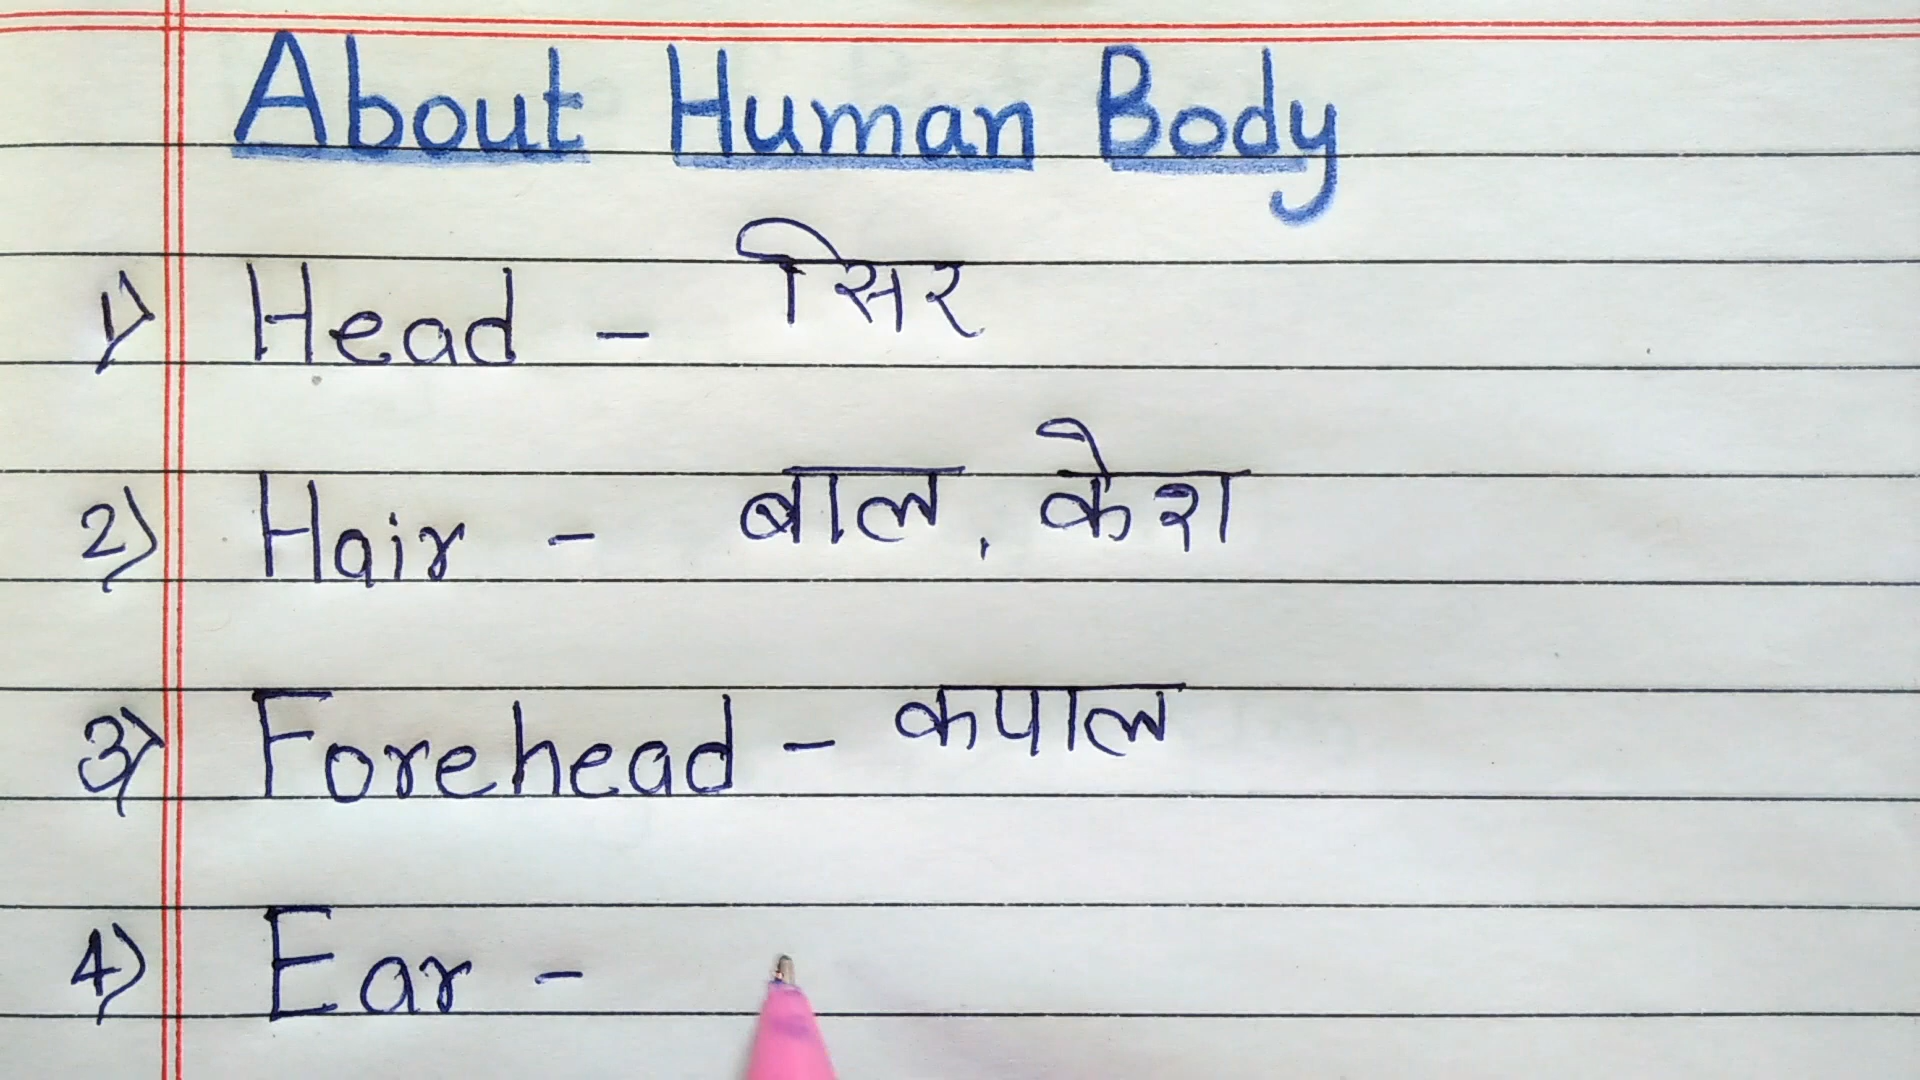 About Human Body
1) Head - सिर
2) Hair - बाल, केश
3) Forehead - कपाल
4) Ear -